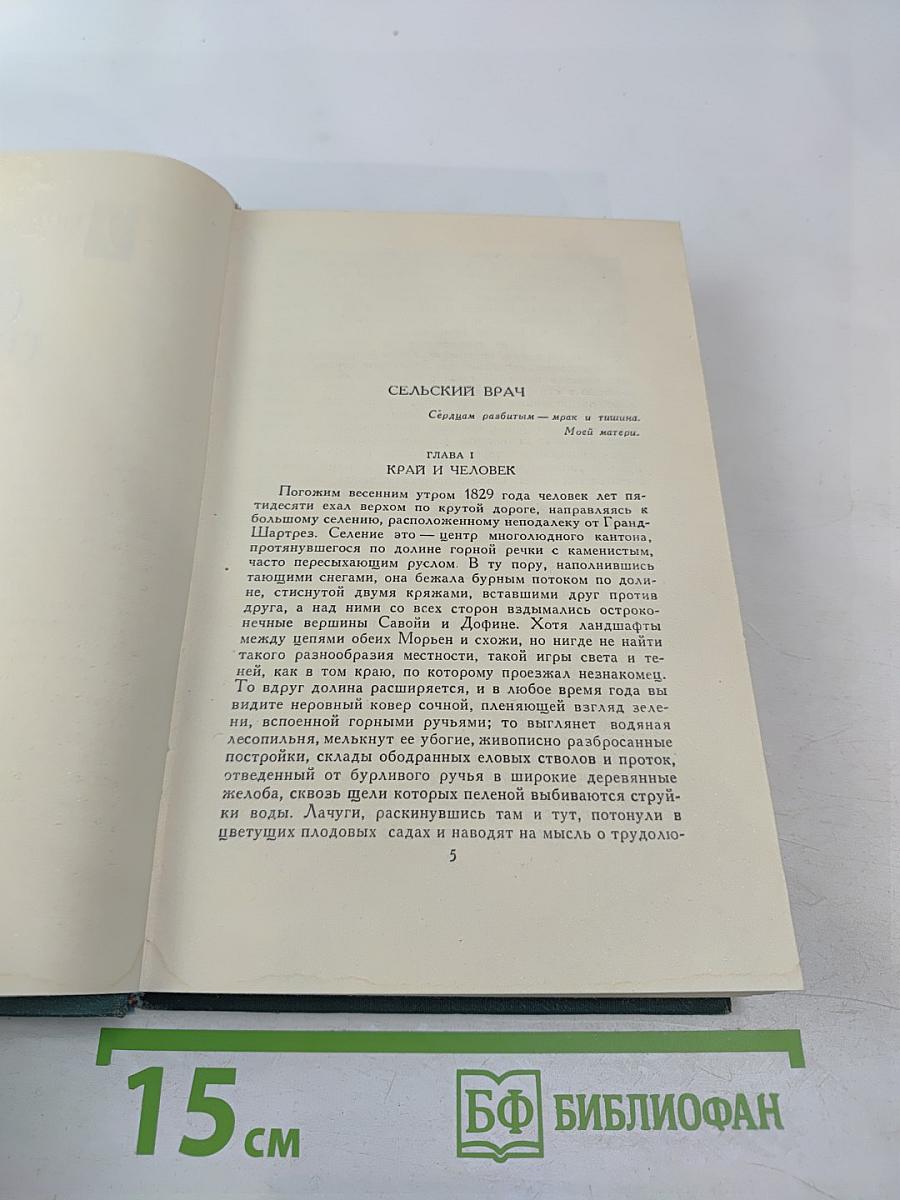 СЕЛЬСКИЙ ВРАЧ
Сердцам разбитым — мрак и тишина.
Моей матери.
ГЛАВА I
КРАЙ И ЧЕЛОВЕК
Погожим весенним утром 1829 года человек лет пя-
тидесяти ехал верхом по крутой дороге, направляясь к
большому селению, расположенному неподалеку от Гранд-
Шартрез. Селение это — центр многолюдного кантона,
протянувшегося по долине горной речки с каменистым,
часто пересыхающим руслом. В ту пору, наполнившись
тающими снегами, она бежала бурным потоком по доли-
не, стиснутой двумя кряжами, вставшими друг против
друга, а над ними со всех сторон вздымались остроко-
нечные вершины Савойи и Дофине. Хотя ландшафты
между цепями обеих Морьен и схожи, но нигде не найти
такого разнообразия местности, такой игры света и те-
ней, как в том краю, по которому проезжал незнакомец.
То вдруг долина расширяется, и в любое время года вы
видите неровный ковер сочной, пленяющей взгляд зеле-
ни, вспоенной горными ручьями; то выглянет водяная
лесопильня, мелькнут ее убогие, живописно разбросанные
постройки, склады ободранных еловых стволов и проток,
отведенный от бурливого ручья в широкие деревянные
желоба, сквозь щели которых пеленой выбиваются струй-
ки воды. Лачуги, раскинувшись там и тут, потонули в
цветущих плодовых садах и наводят на мысль о трудолю-
5
15 см
БФ БИБЛИОФАН